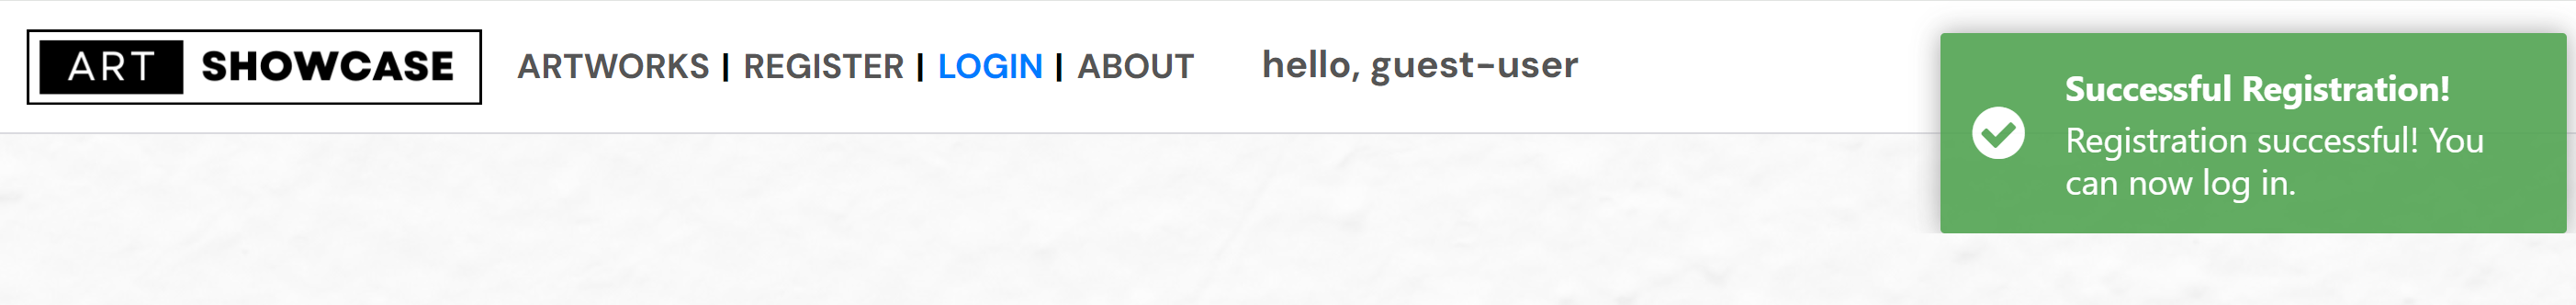 ART SHOWCASE ARTWORKS | REGISTER | LOGIN | ABOUT hello, guest-user
Successful Registration!
Registration successful! You
can now log in.